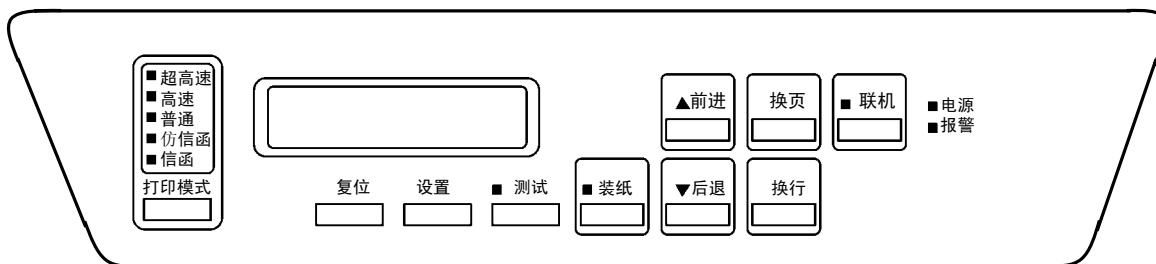 ■超高速
■高速
■普通
■仿信函
■信函
打印模式
复位
设置
■ 测试
■装纸
▲前进
换页
■ 联机
▼后退
换行
■电源
■报警